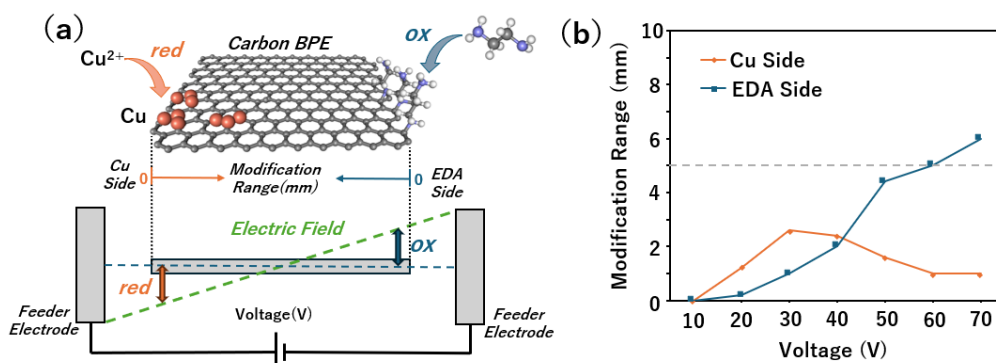 (a)
Carbon BPE
ox
Cu²⁺
red
Cu
Cu
Side
0
Modification
Range(mm)
0
EDA
Side
Electric Field
ox
red
Feeder
Electrode
Voltage(V)
Feeder
Electrode
(b)
Modification Range (mm)
10
8
6
4
2
0
Cu Side
EDA Side
10 20 30 40 50 60 70
Voltage (V)